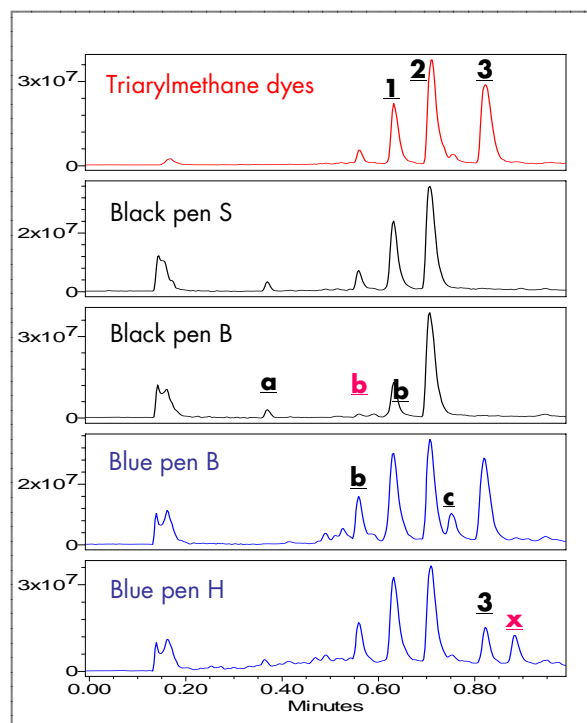 3x10⁷
Triarylmethane dyes
1
2
3
0
Black pen S
2x10⁷
0
Black pen B
3x10⁷
a
b
b
0
Blue pen B
2x10⁷
b
c
0
Blue pen H
3x10⁷
3
x
0
0.00 0.20 0.40 0.60 0.80
Minutes